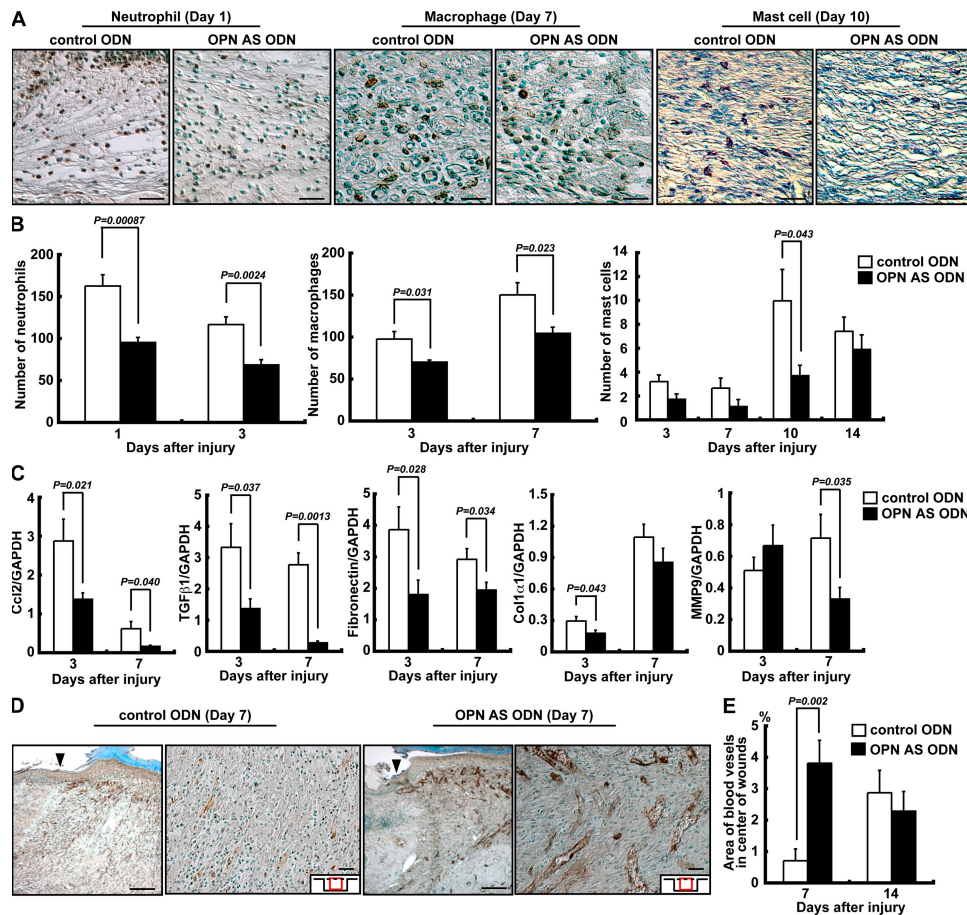 A
Neutrophil (Day 1)
Macrophage (Day 7)
Mast cell (Day 10)
control ODN
OPN AS ODN
control ODN
OPN AS ODN
control ODN
OPN AS ODN
B
Number of neutrophils
200
150
100
50
P=0.00087
P=0.0024
1
3
Days after injury
Number of macrophages
200
150
100
50
0
P=0.031
P=0.023
3
7
Days after injury
Number of mast cells
14
12
10
8
6
4
2
0
P=0.043
3
7
10
14
Days after injury
control ODN
OPN AS ODN
C
Ccl2/GAPDH
4
3
2
1
0
P=0.021
P=0.040
3
7
Days after injury
TGFβ1/GAPDH
5
4
3
2
1
0
P=0.037
P=0.0013
3
7
Days after injury
Fibronectin/GAPDH
5
4
3
2
1
0
P=0.028
P=0.034
3
7
Days after injury
Col1α1/GAPDH
1.5
1.2
0.9
0.6
0.3
0
P=0.043
3
7
Days after injury
MMP9/GAPDH
1
0.8
0.6
0.4
0.2
0
P=0.035
3
7
Days after injury
control ODN
OPN AS ODN
D
control ODN (Day 7)
OPN AS ODN (Day 7)
E
Area of blood vessels
in center of wounds
%
5
4
3
2
1
0
P=0.002
7
14
Days after injury
control ODN
OPN AS ODN